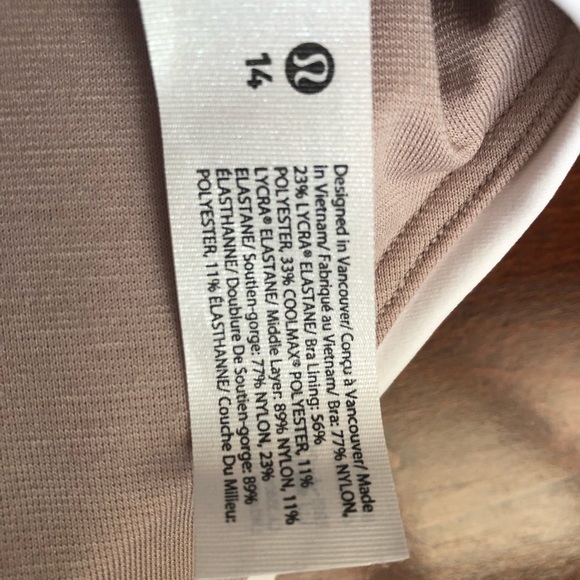 14
Designed in Vancouver/ Conçu à Vancouver/ Made
in Vietnam/ Fabriqué au Vietnam/ Bra: 77% NYLON,
23% LYCRA® ELASTANE/ Bra Lining: 56%
POLYESTER, 33% COOLMAX® POLYESTER, 11%
LYCRA® ELASTANE/ Middle Layer: 89% NYLON, 11%
ELASTANE/ Soutien-gorge: 77% NYLON, 23%
ÉLASTHANNE/ Doublure De Soutien-gorge: 89%
POLYESTER, 11% ÉLASTHANNE/ Couche Du Milieu: